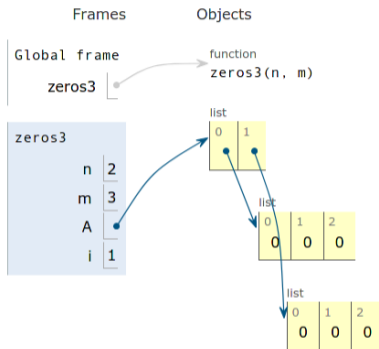 Frames Objects
Global frame
function
zeros3
zeros3(n, m)
list
zeros3
0 1
n 2
m 3
list
A
0 1 2
0 0 0
i 1
list
0 1 2
0 0 0